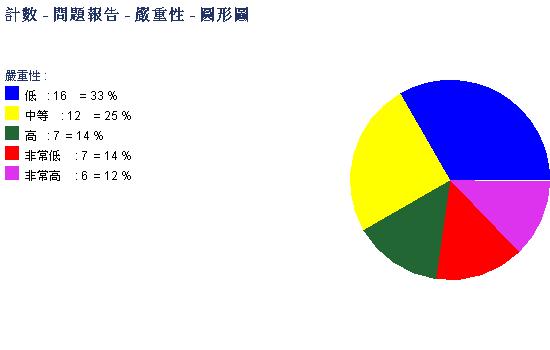 計數 - 問題報告 - 嚴重性 - 圓形圖
嚴重性 :
低 : 16 = 33 %
中等 : 12 = 25 %
高 : 7 = 14 %
非常低 : 7 = 14 %
非常高 : 6 = 12 %